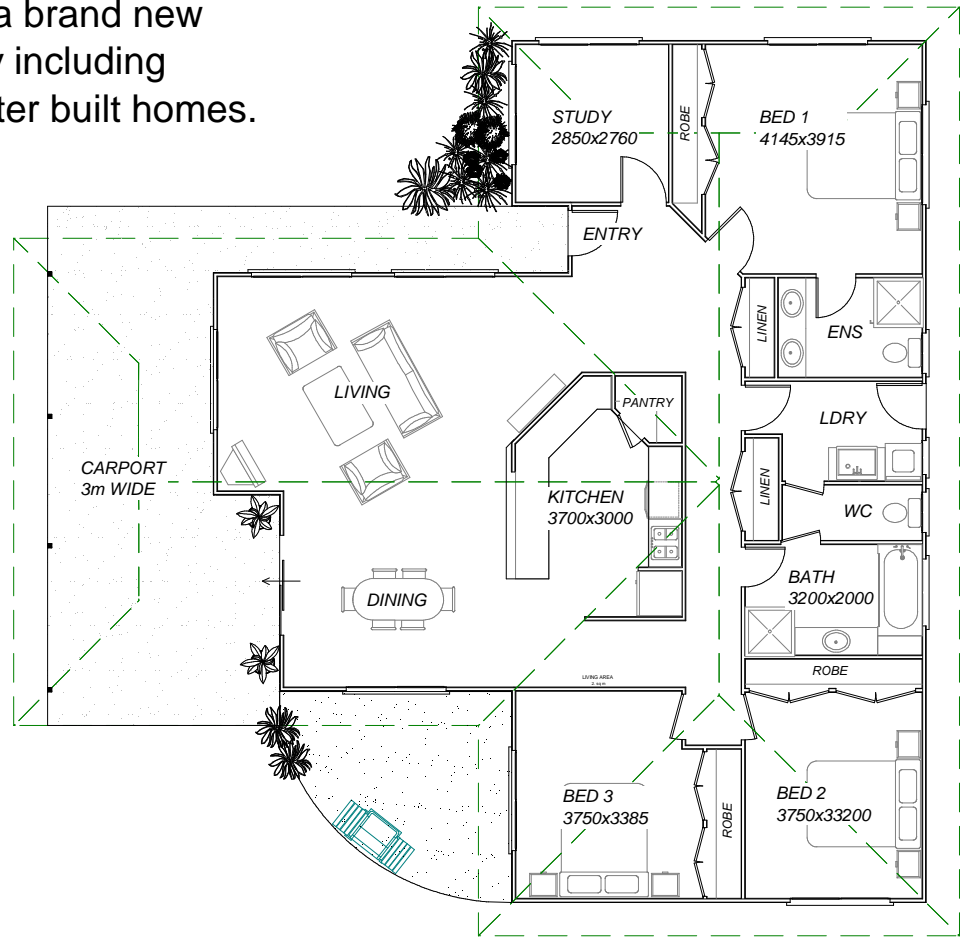 a brand new
y including
ter built homes.
STUDY
2850x2760
ROBE
BED 1
4145x3915
ENTRY
LINEN
ENS
LIVING
PANTRY
LDRY
CARPORT
3m WIDE
KITCHEN
3700x3000
LINEN
WC
DINING
BATH
3200x2000
ROBE
LIVING AREA
BED 3
3750x3385
ROBE
BED 2
3750x33200